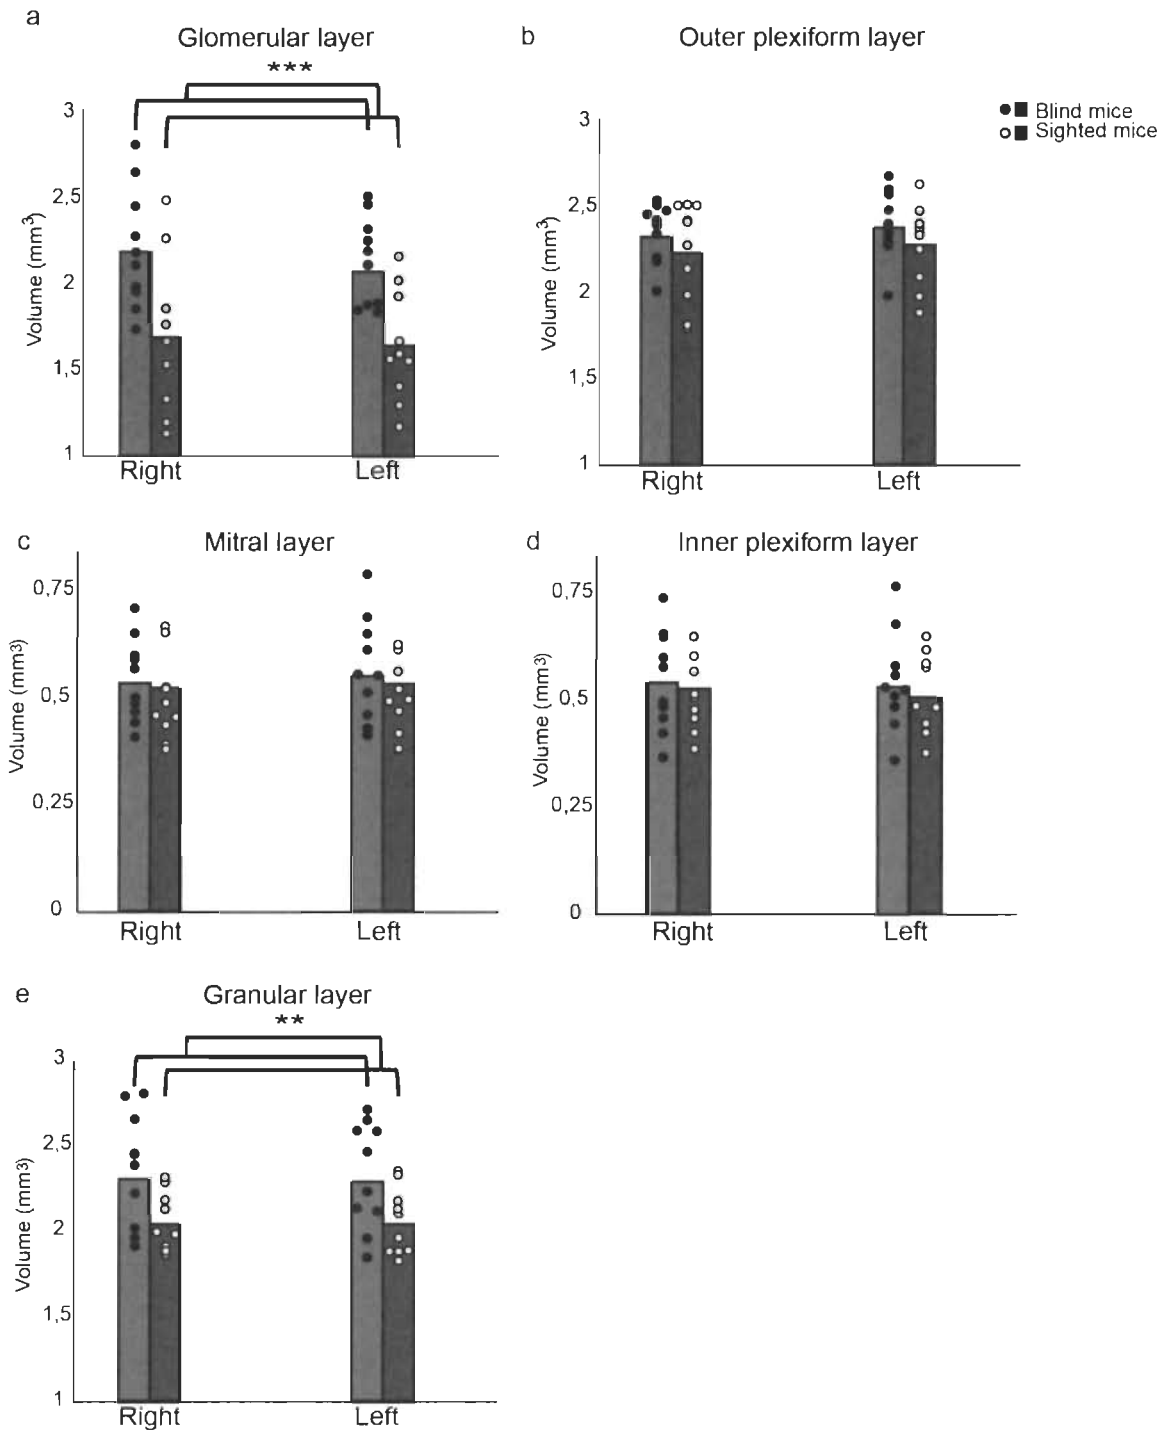 a
Glomerular layer
***
3
2,5
2
1,5
1
Volume (mm³)
Right
Left
b
Outer plexiform layer
Blind mice
Sighted mice
3
2,5
2
1,5
1
Volume (mm³)
Right
Left
c
Mitral layer
0,75
0,5
0,25
0
Volume (mm³)
Right
Left
d
Inner plexiform layer
0,75
0,5
0,25
0
Volume (mm³)
Right
Left
e
Granular layer
**
3
2,5
2
1,5
1
Volume (mm³)
Right
Left